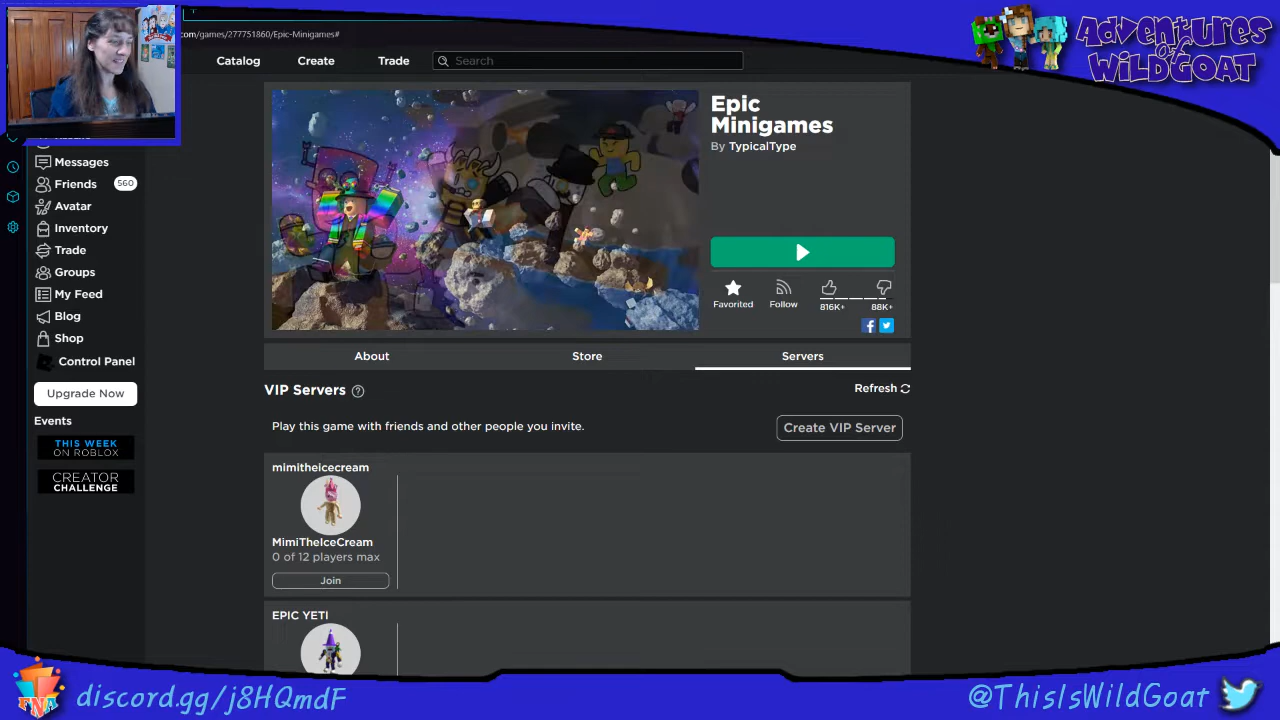 com/games/277751860/Epic-Minigames#
Adventures
of
WildGoat
Catalog
Create
Trade
Search
Messages
Friends
560
Avatar
Inventory
Trade
Groups
My Feed
Blog
Shop
Control Panel
Upgrade Now
Events
THIS WEEK
ON ROBLOX
CREATOR
CHALLENGE
Epic
Minigames
By TypicalType
Favorited
Follow
816K+
88K+
About
Store
Servers
VIP Servers
Refresh
Play this game with friends and other people you invite.
Create VIP Server
mimitheicecream
MimiTheIceCream
0 of 12 players max
Join
EPIC YETI
FNA
discord.gg/j8HQmdF
@ThisIsWildGoat